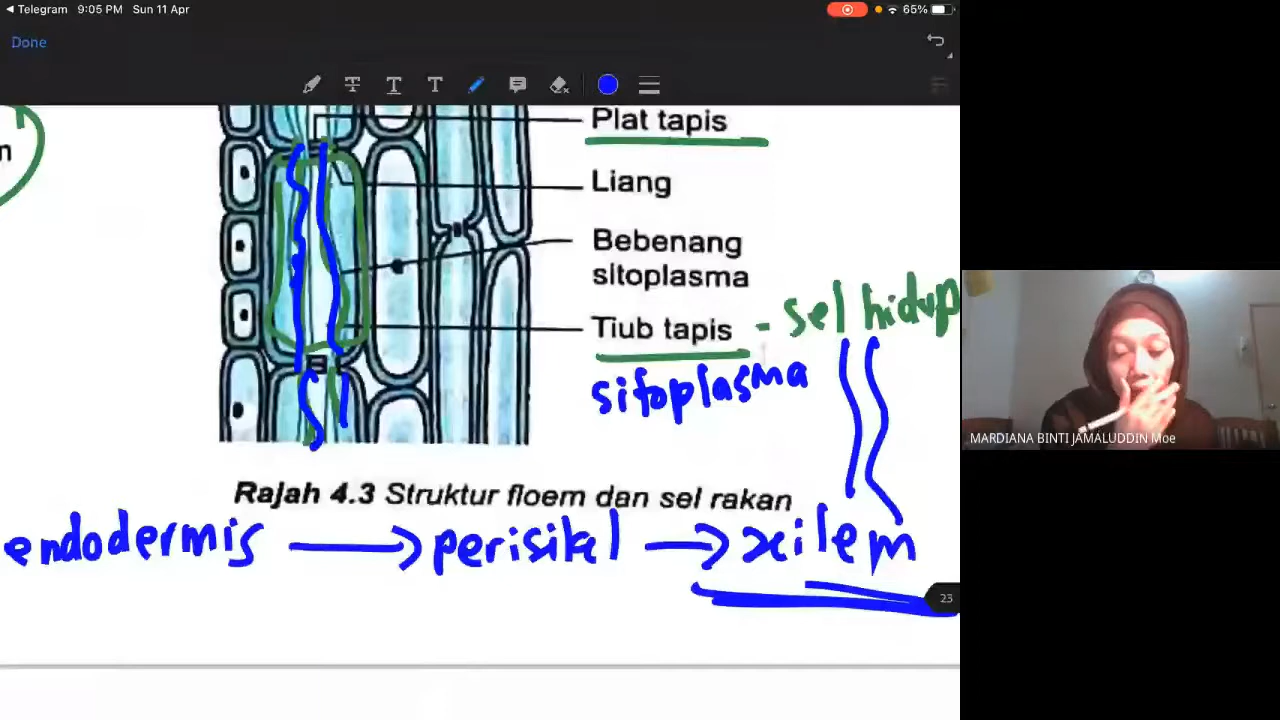 Telegram 9:05 PM Sun 11 Apr 65%
Done
T T T
n
Plat tapis
Liang
Bebenang
sitoplasma
Tiub tapis - sel hidup
sitoplasma
MARDIANA BINTI JAMALUDDIN Moe
Rajah 4.3 Struktur floem dan sel rakan
endodermis → perisikel → xilem
23